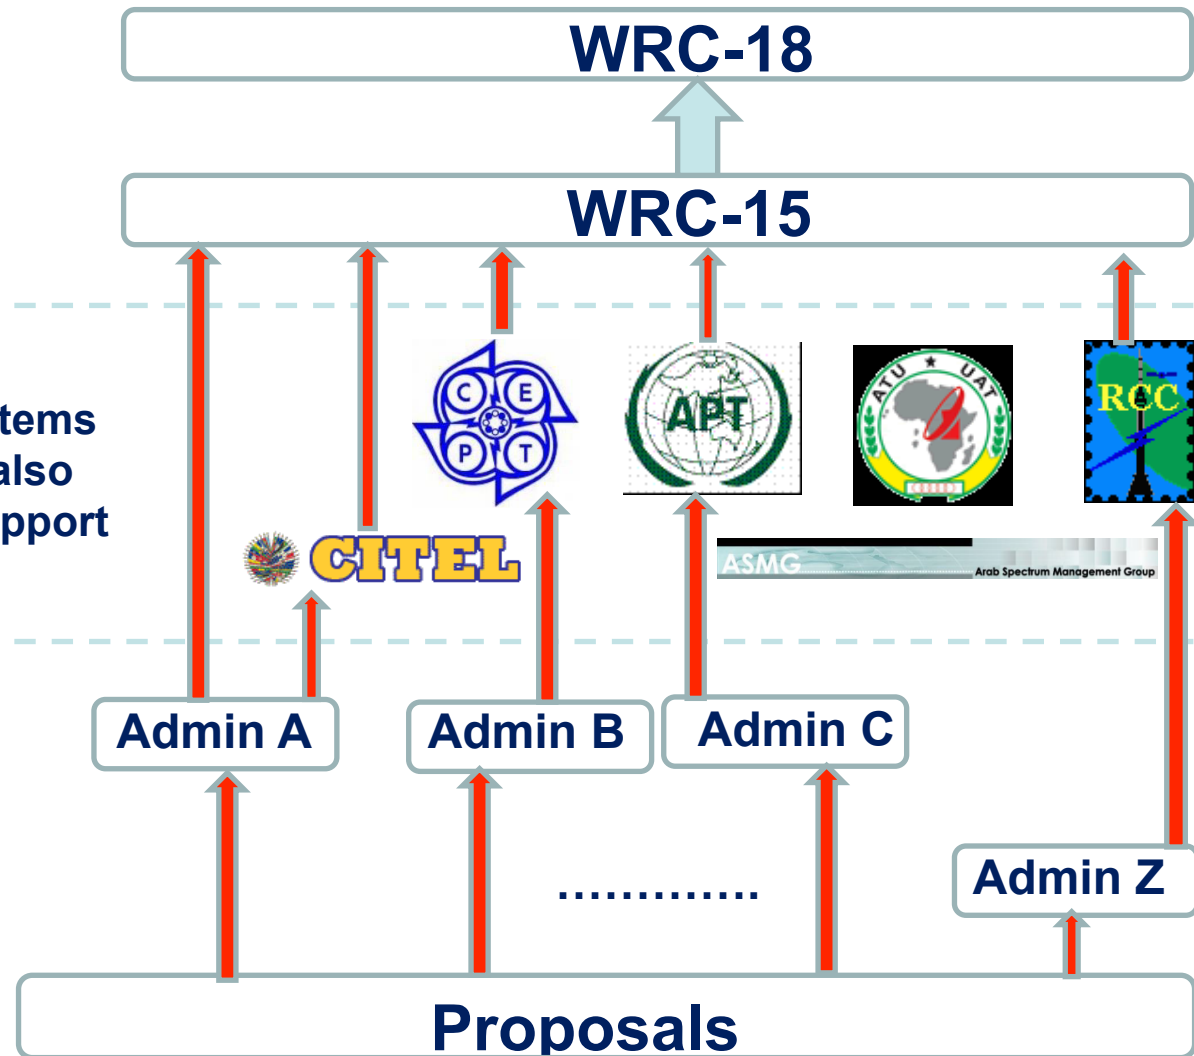 WRC-18
WRC-15
C E
P T
APT
ATU ★ UAT
RCC
tems
also
pport
CITEL
ASMG
Arab Spectrum Management Group
Admin A
Admin B
Admin C
Admin Z
.............
Proposals